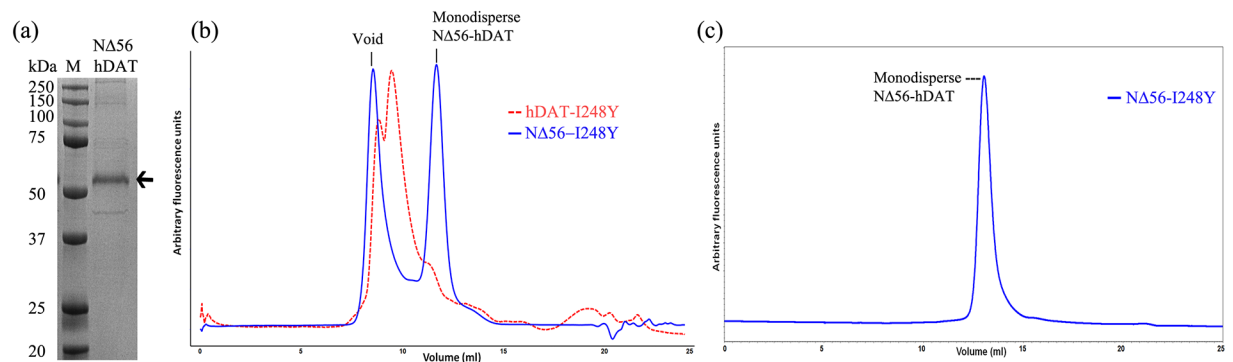 (a)
NΔ56
kDa M hDAT
250
150
100
75
50
37
25
20
(b)
Void
Monodisperse
NΔ56-hDAT
hDAT-I248Y
NΔ56–I248Y
Arbitrary fluorescence units
0 5 10 15 20 25
Volume (ml)
(c)
Monodisperse
NΔ56-hDAT
NΔ56-I248Y
Arbitrary fluorescence units
0 5 10 15 20 25
Volume (ml)